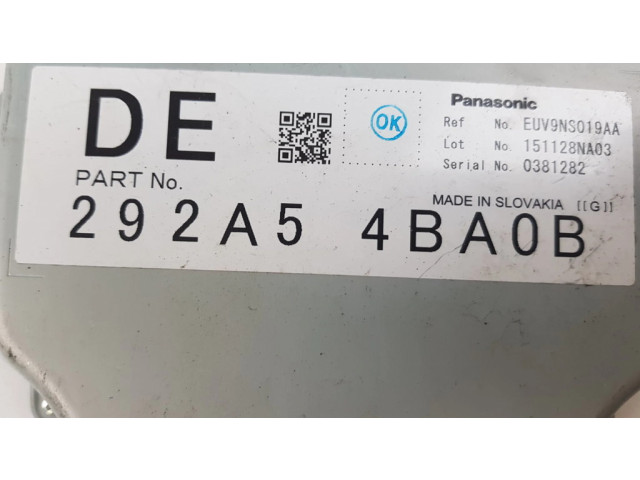 DE
OK
Panasonic
Ref No. EUV9NS019AA
Lot No. 151128NA03
Serial No. 0381282
PART No.
MADE IN SLOVAKIA [[G]]
292A5 4BA0B